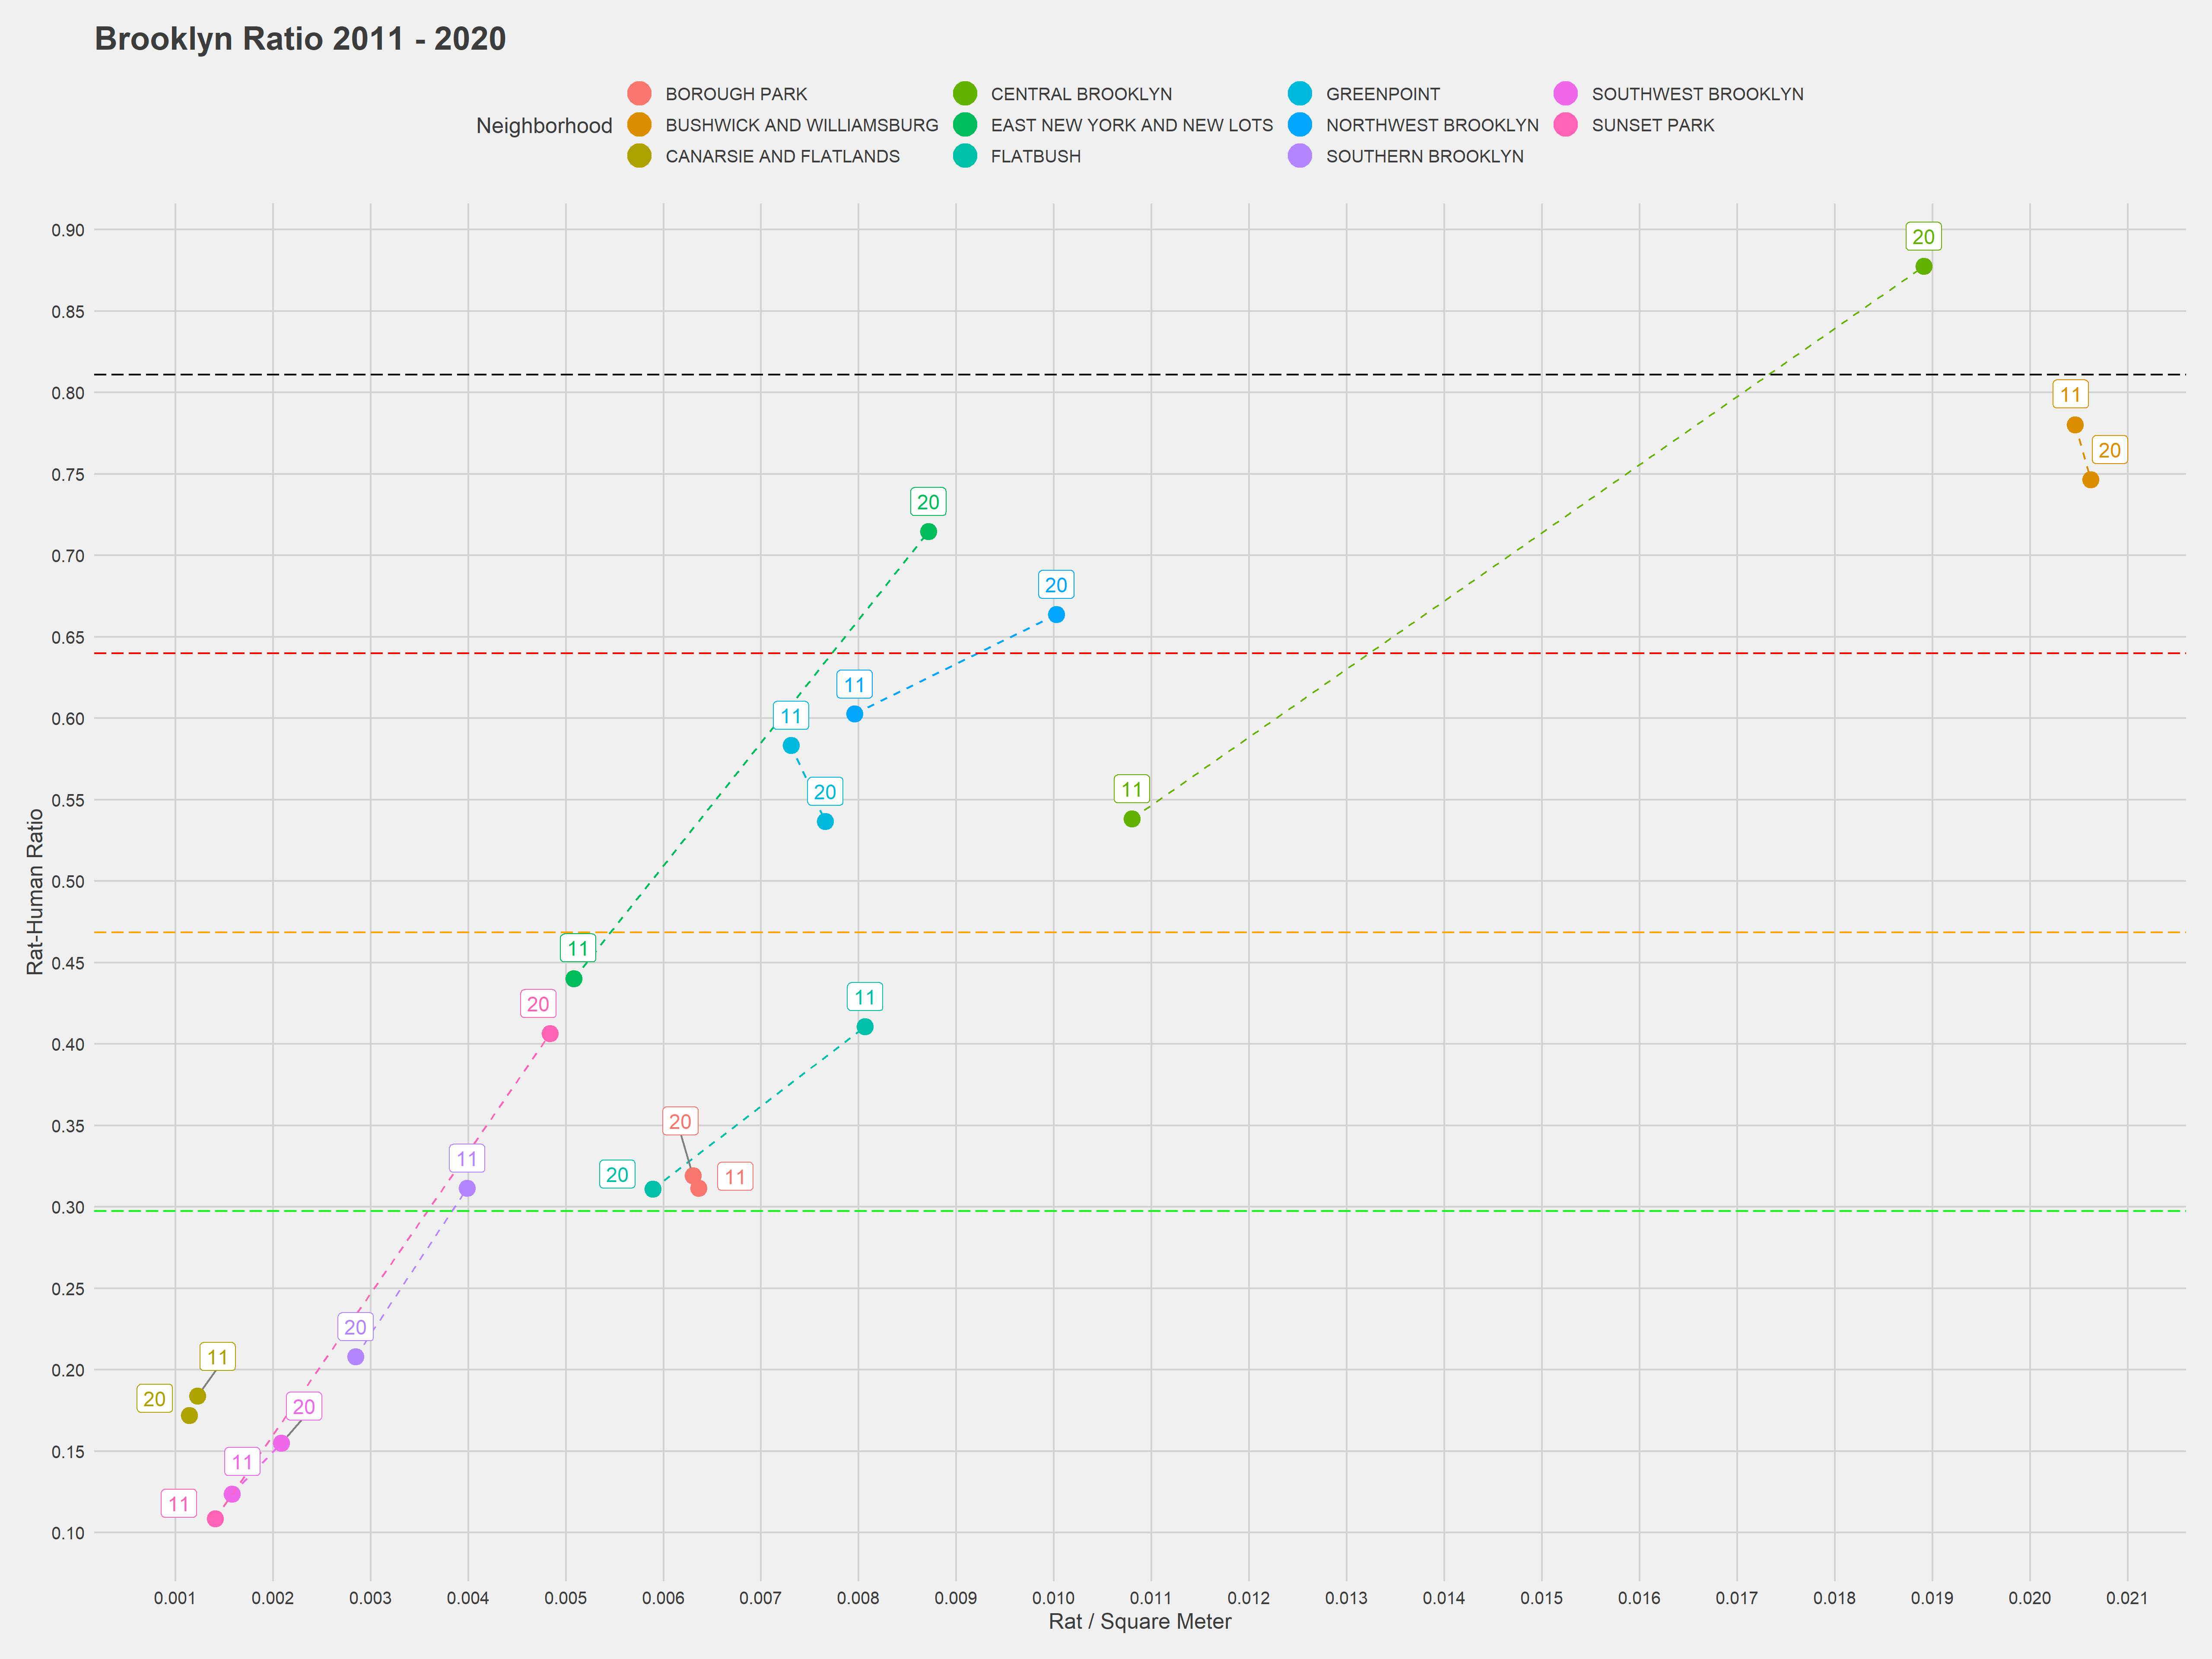 Brooklyn Ratio 2011 - 2020
Neighborhood
BOROUGH PARK
BUSHWICK AND WILLIAMSBURG
CANARSIE AND FLATLANDS
CENTRAL BROOKLYN
EAST NEW YORK AND NEW LOTS
FLATBUSH
GREENPOINT
NORTHWEST BROOKLYN
SOUTHERN BROOKLYN
SOUTHWEST BROOKLYN
SUNSET PARK
Rat-Human Ratio
0.90
0.85
0.80
0.75
0.70
0.65
0.60
0.55
0.50
0.45
0.40
0.35
0.30
0.25
0.20
0.15
0.10
20
11
20
20
20
11
11
20
11
11
11
20
11
20
11
20
11
20
11
20
20
11
0.001 0.002 0.003 0.004 0.005 0.006 0.007 0.008 0.009 0.010 0.011 0.012 0.013 0.014 0.015 0.016 0.017 0.018 0.019 0.020 0.021
Rat / Square Meter